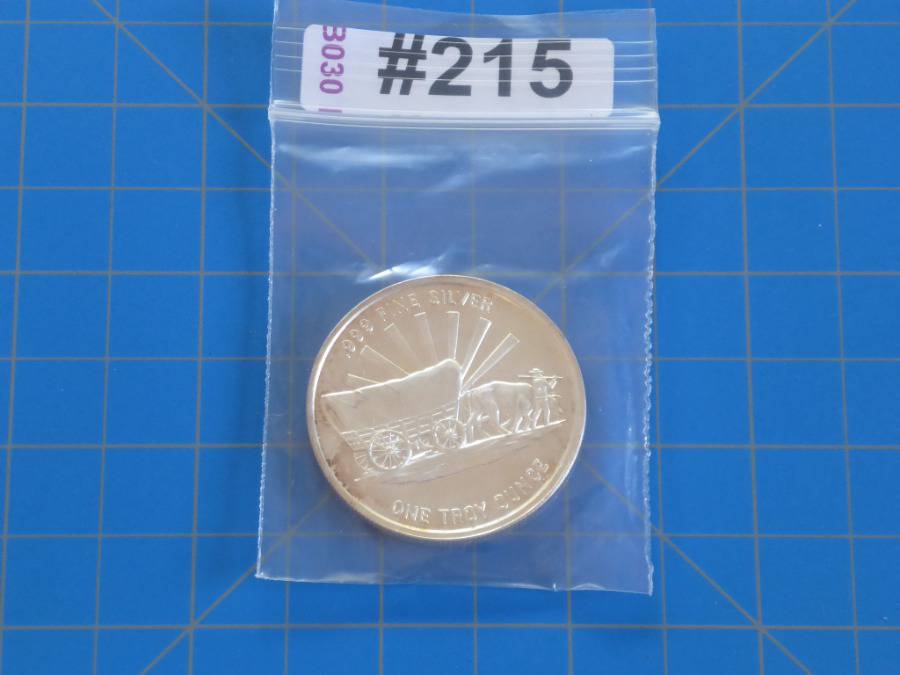 #215
B030
.999 FINE SILVER
ONE TROY OUNCE